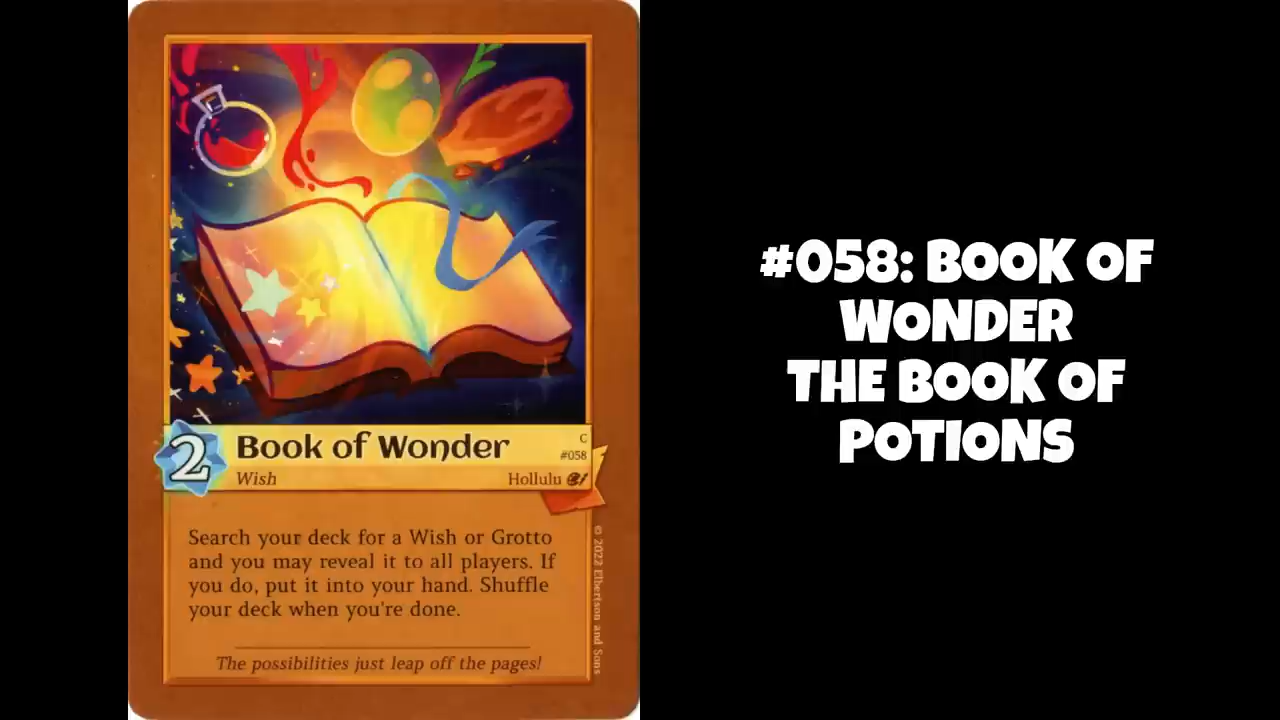 2
Book of Wonder
C
#058
Wish
Hollulu
Search your deck for a Wish or Grotto
and you may reveal it to all players. If
you do, put it into your hand. Shuffle
your deck when you're done.
The possibilities just leap off the pages!
© 2022 Elbertson and Sons
#058: BOOK OF
WONDER
THE BOOK OF
POTIONS